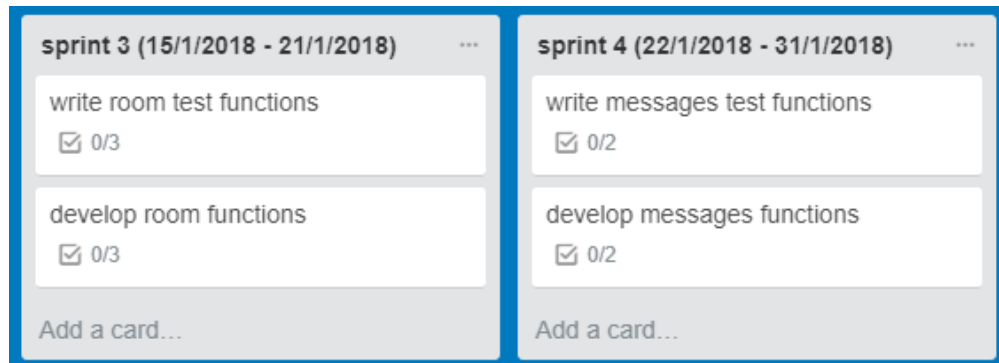 sprint 3 (15/1/2018 - 21/1/2018)
write room test functions
0/3
develop room functions
0/3
Add a card...
sprint 4 (22/1/2018 - 31/1/2018)
write messages test functions
0/2
develop messages functions
0/2
Add a card...